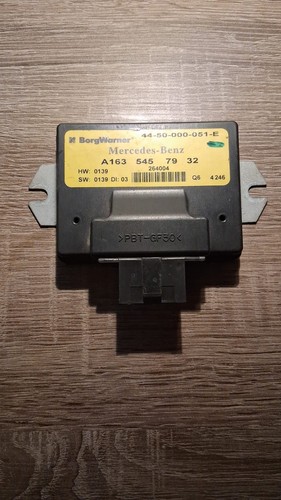 BorgWarner 44-50-000-051-E
Mercedes-Benz
A163 545 79 32
HW: 0139 264004
SW: 0139 DI: 03 Q6 4246
>PBT-GF30<